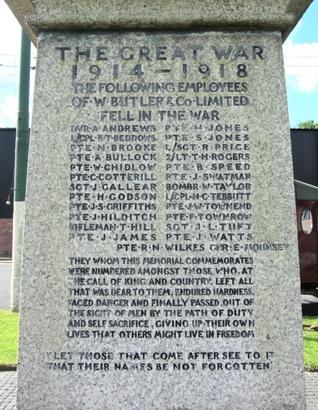 THE GREAT WAR
1914-1918
THE FOLLOWING EMPLOYEES
OF·W·BUTLER & Co·LIMITED
FELL IN THE WAR
DVR·A·ANDREWS PTE·H·JONES
L/CPL·R·T·BEDDOWS PTE·S·JONES
PTE·N·BROOKE L/SGT·R·PRICE
PTE·A·BULLOCK 2/LT·T·H·ROGERS
PTE·W·CHIDLOW PTE·B·SPEED
PTE·C·COTTERILL PTE·J·SWATMAN
SGT·J·GALLEAR BOMBR·W·TAYLOR
PTE·H·GODSON L/CPL·H·C·TEBBUTT
PTE·J·S·GRIFFITHS PTE·J·W·TOWNEND
PTE·J·HILDITCH PTE·F·TOWNROW
RIFLEMAN·T·HILL SGT·J·L·TUFT
PTE·J·JAMES PTE·J·WATTS
PTE·R·N·WILKES GNR·E·MOUNSEY
THEY WHOM THIS MEMORIAL COMMEMORATES
WERE NUMBERED AMONGST THOSE WHO, AT
THE CALL OF KING AND COUNTRY, LEFT ALL
THAT WAS DEAR TO THEM, ENDURED HARDNESS,
FACED DANGER AND FINALLY PASSED OUT OF
THE SIGHT OF MEN BY THE PATH OF DUTY
AND SELF SACRIFICE, GIVING UP THEIR OWN
LIVES THAT OTHERS MIGHT LIVE IN FREEDOM
"LET THOSE THAT COME AFTER SEE TO IT
THAT THEIR NAMES BE NOT FORGOTTEN"